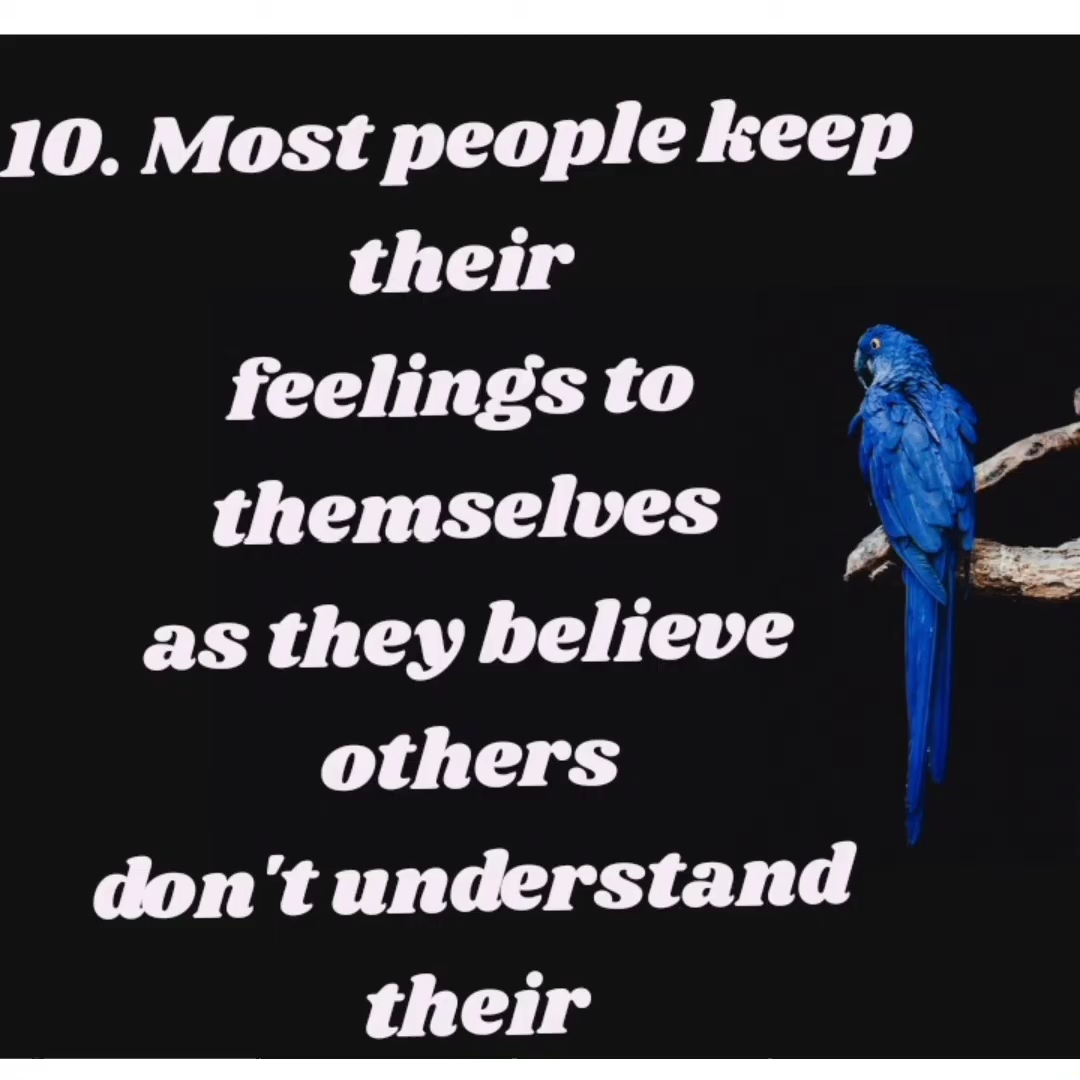 10. Most people keep
their
feelings to
themselves
as they believe
others
don't understand
their